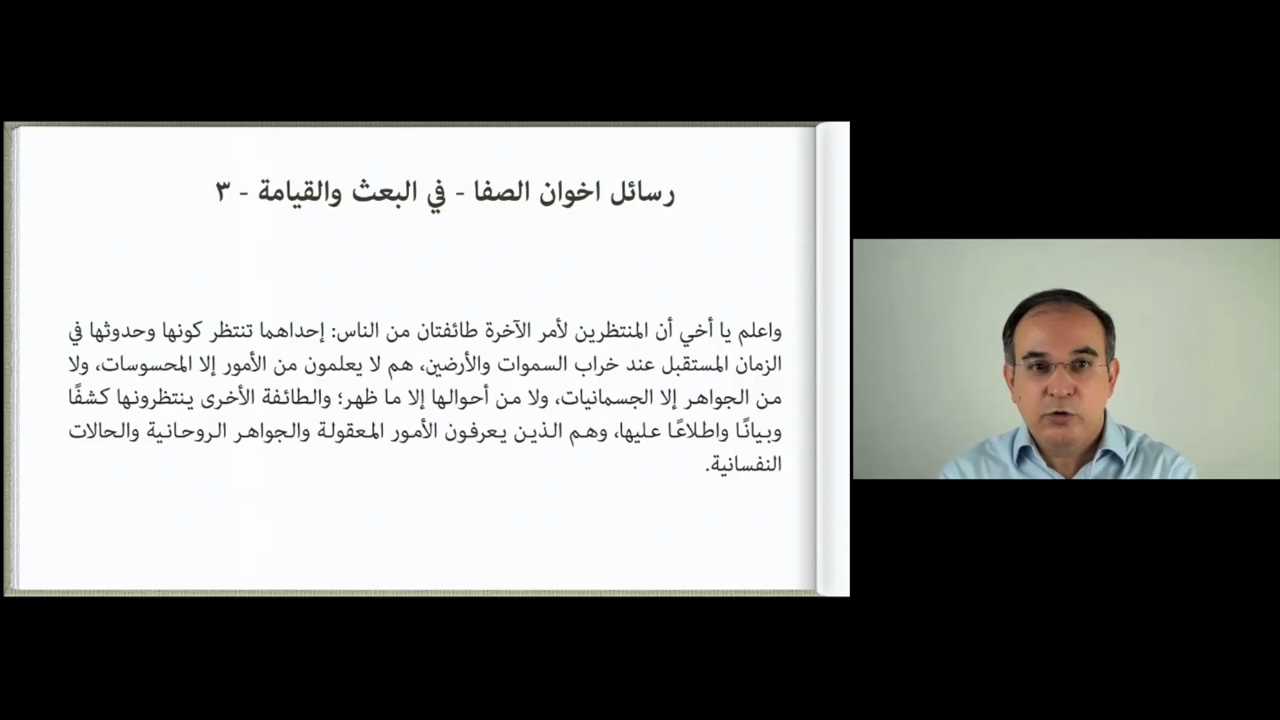 رسائل اخوان الصفا - في البعث والقيامة - ٣
واعلم يا أخي أن المنتظرين لأمر الآخرة طائفتان من الناس: إحداهما تنتظر كونها وحدوثها في
الزمان المستقبل عند خراب السموات والأرضين، هم لا يعلمون من الأمور إلا المحسوسات، ولا
من الجواهر إلا الجسمانيات، ولا من أحوالها إلا ما ظهر؛ والطائفة الأخرى ينتظرونها كشفًا
وبيانًا واطلاعًا عليها، وهم الذين يعرفون الأمور المعقولة والجواهر الروحانية والحالات
النفسانية.